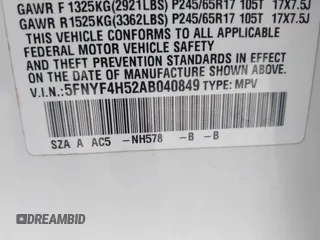 GAWR F 1325KG(2921LBS) P245/65R17 105T 17X7.5J
GAWR R1525KG(3362LBS) P245/65R17 105T 17X7.5J
THIS VEHICLE CONFORMS TO ALL APPLICABLE
FEDERAL MOTOR VEHICLE SAFETY AND
THEFT PREVENTION STANDARDS IN EFFECT ON
THE DATE OF MANUFACTURE SHOWN ABOVE.
V.I.N.:5FNYF4H52AB040849 TYPE: MPV
SZA A AC5 -NH578 -B -B
DREAMBID